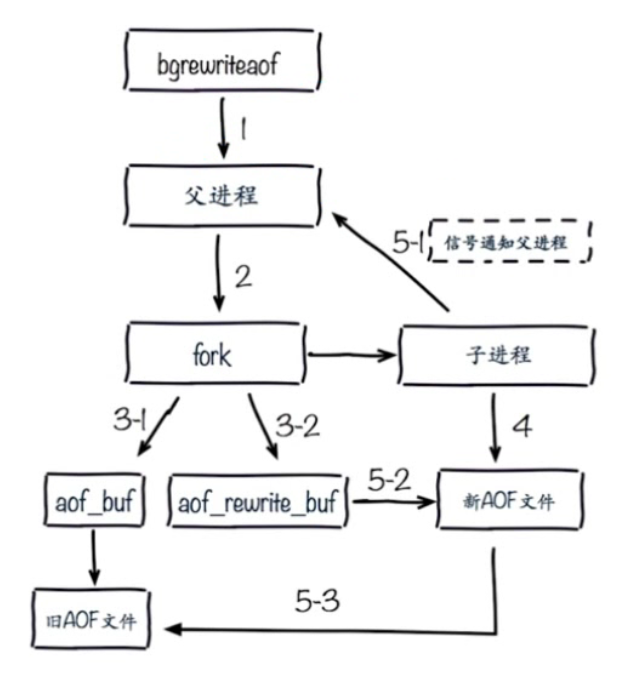 bgrewriteaof
1
父进程
5-1
信号通知父进程
2
fork
子进程
3-1
3-2
4
aof_buf
aof_rewrite_buf
5-2
新AOF文件
旧AOF文件
5-3